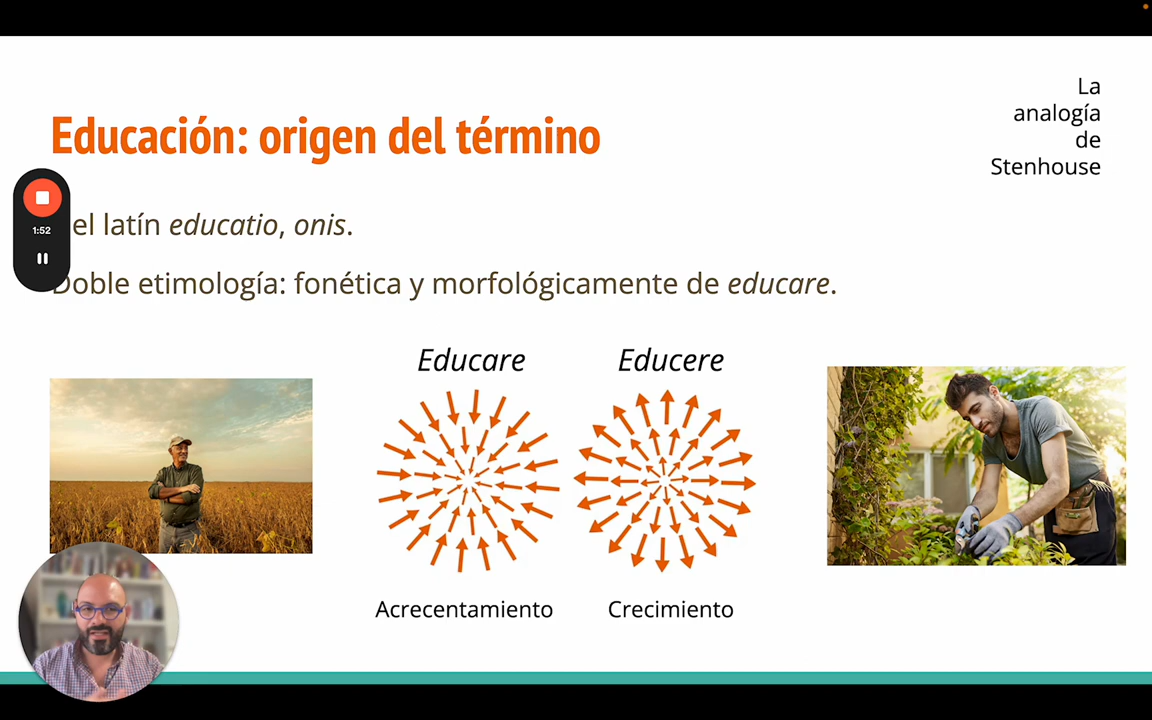 La
analogía
de
Stenhouse
Educación: origen del término
el latín educatio, onis.
1:52
Doble etimología: fonética y morfológicamente de educare.
Educare
Educere
Acrecentamiento
Crecimiento